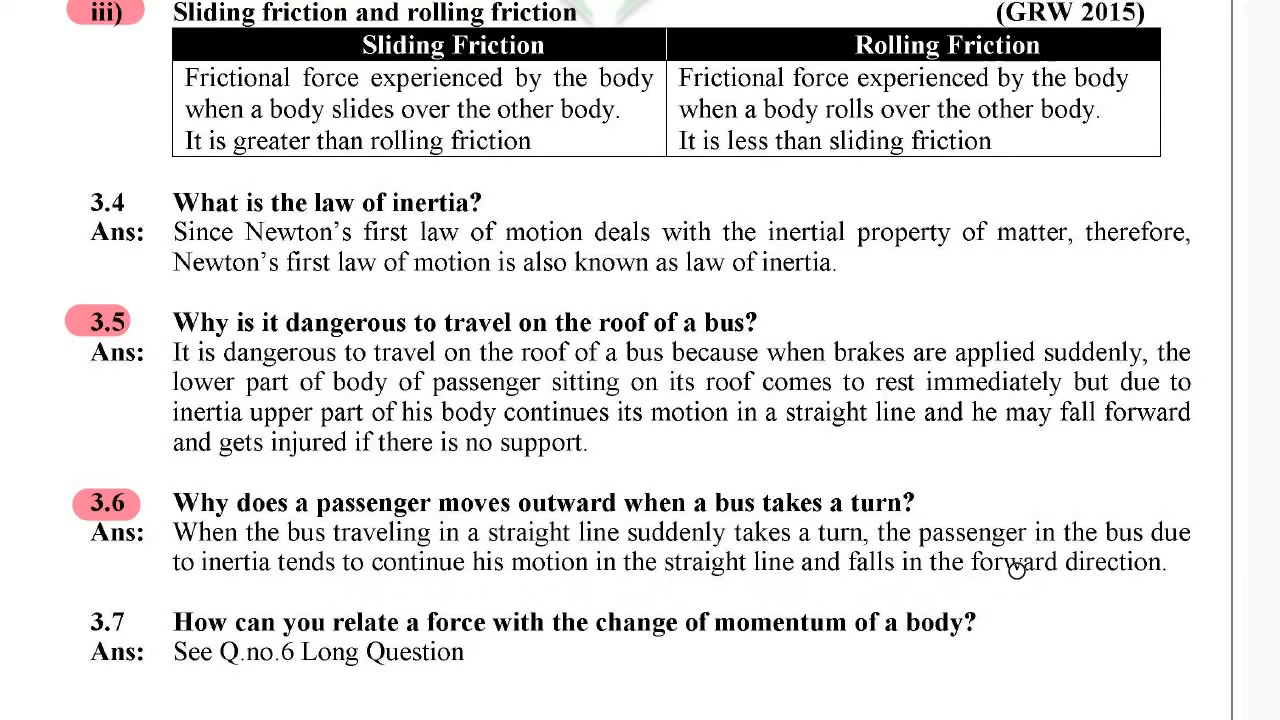 iii) Sliding friction and rolling friction (GRW 2015)
Sliding Friction Rolling Friction
Frictional force experienced by the body Frictional force experienced by the body
when a body slides over the other body. when a body rolls over the other body.
It is greater than rolling friction It is less than sliding friction
3.4 What is the law of inertia?
Ans: Since Newton’s first law of motion deals with the inertial property of matter, therefore,
Newton’s first law of motion is also known as law of inertia.
3.5 Why is it dangerous to travel on the roof of a bus?
Ans: It is dangerous to travel on the roof of a bus because when brakes are applied suddenly, the
lower part of body of passenger sitting on its roof comes to rest immediately but due to
inertia upper part of his body continues its motion in a straight line and he may fall forward
and gets injured if there is no support.
3.6 Why does a passenger moves outward when a bus takes a turn?
Ans: When the bus traveling in a straight line suddenly takes a turn, the passenger in the bus due
to inertia tends to continue his motion in the straight line and falls in the forward direction.
3.7 How can you relate a force with the change of momentum of a body?
Ans: See Q.no.6 Long Question